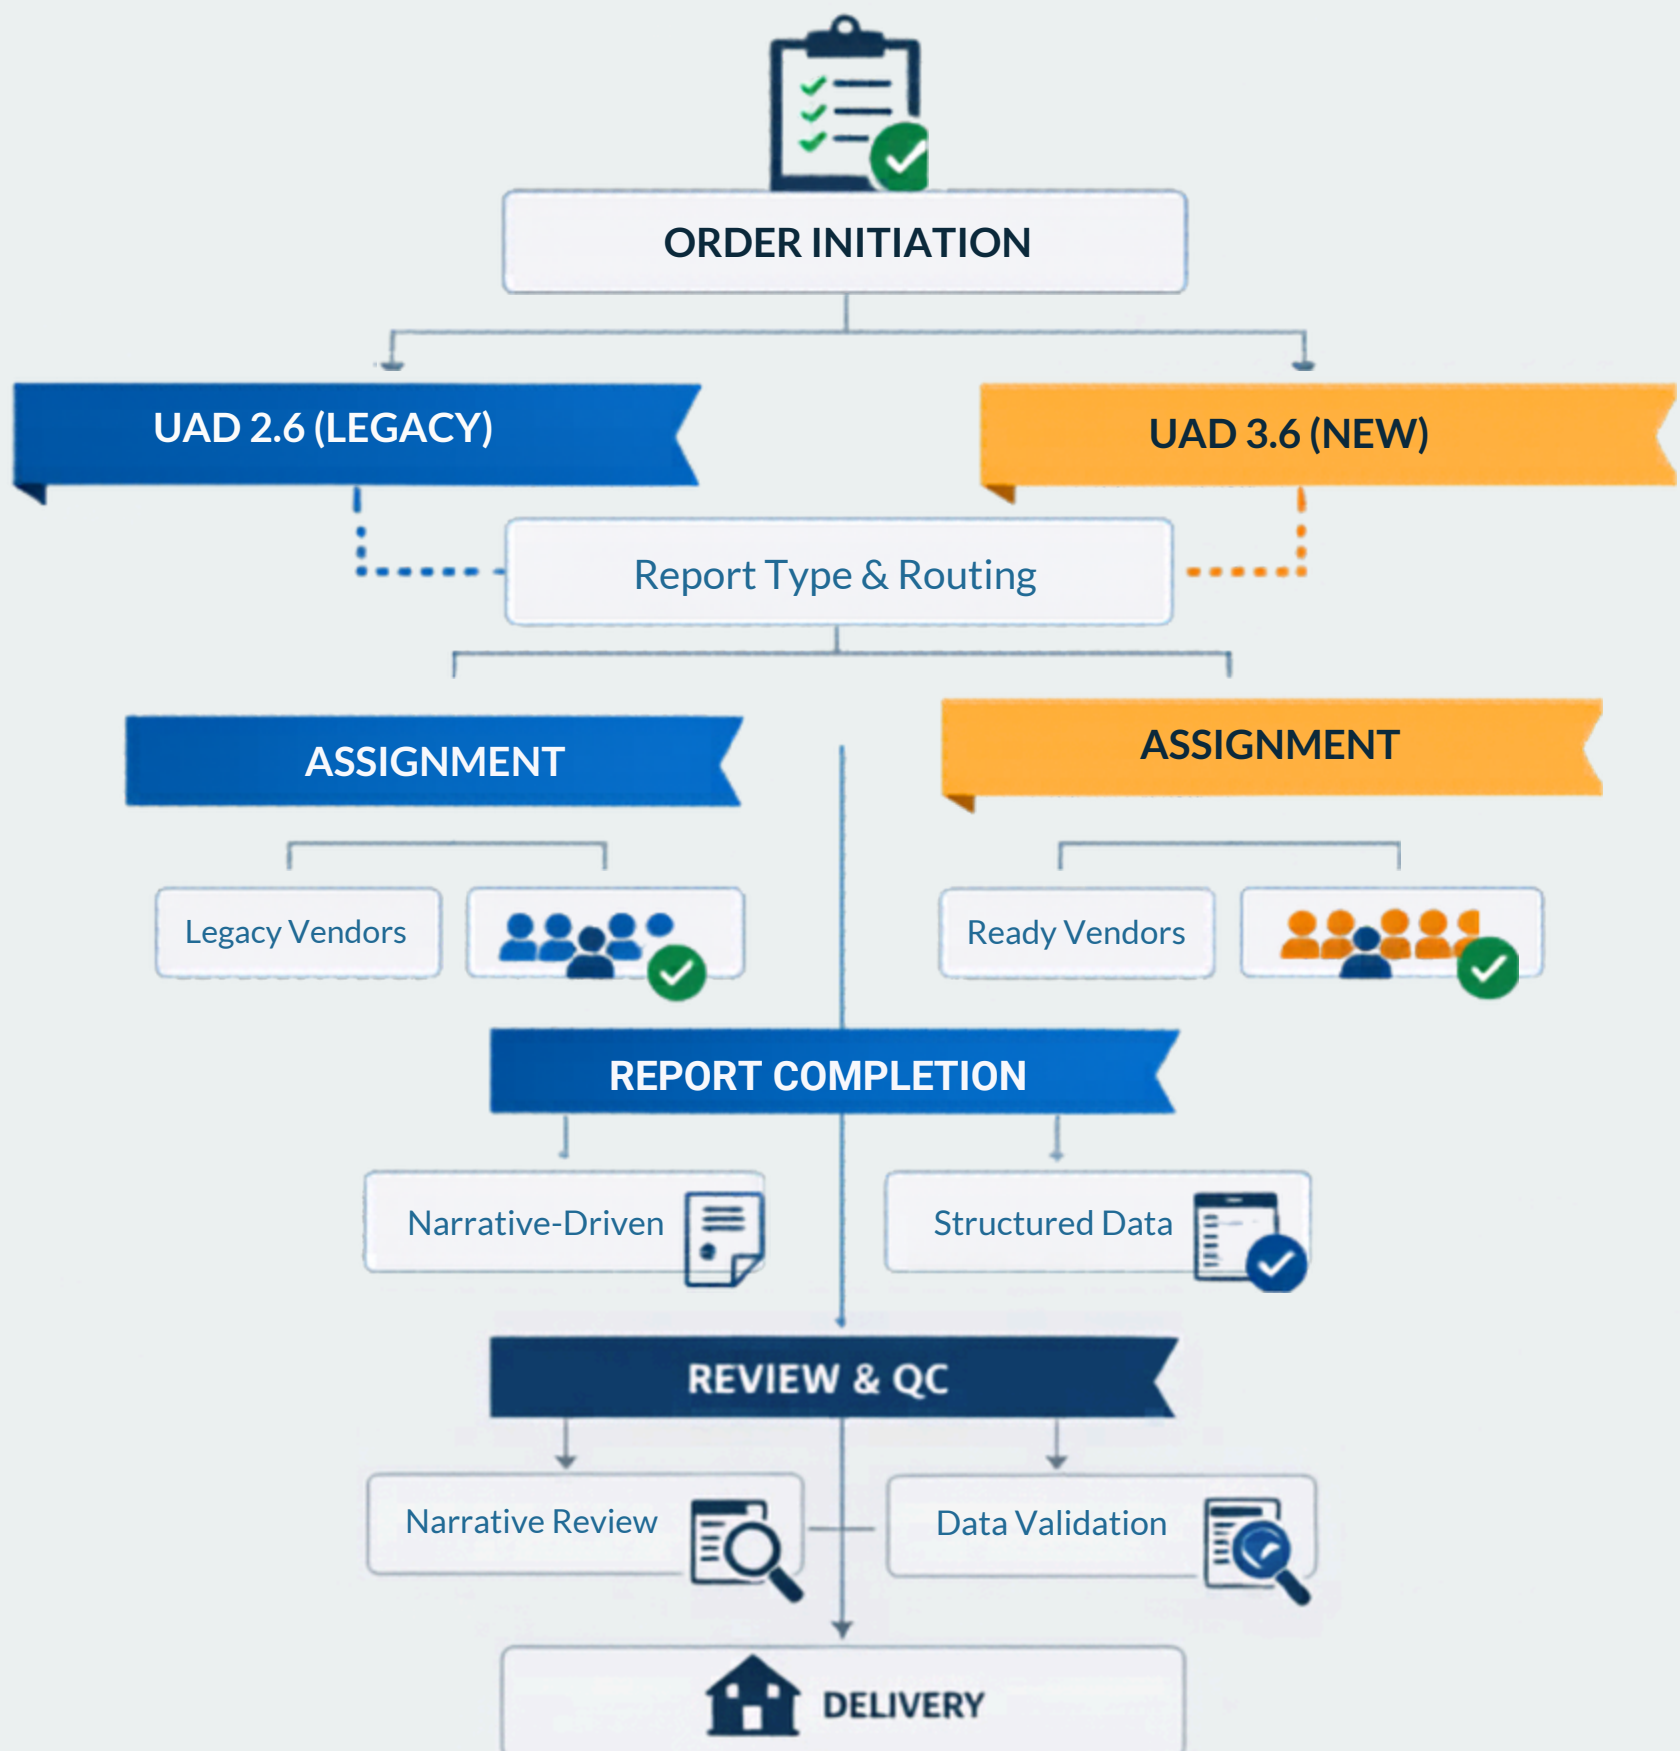 ORDER INITIATION
UAD 2.6 (LEGACY)
UAD 3.6 (NEW)
Report Type & Routing
ASSIGNMENT
ASSIGNMENT
Legacy Vendors
Ready Vendors
REPORT COMPLETION
Narrative-Driven
Structured Data
REVIEW & QC
Narrative Review
Data Validation
DELIVERY